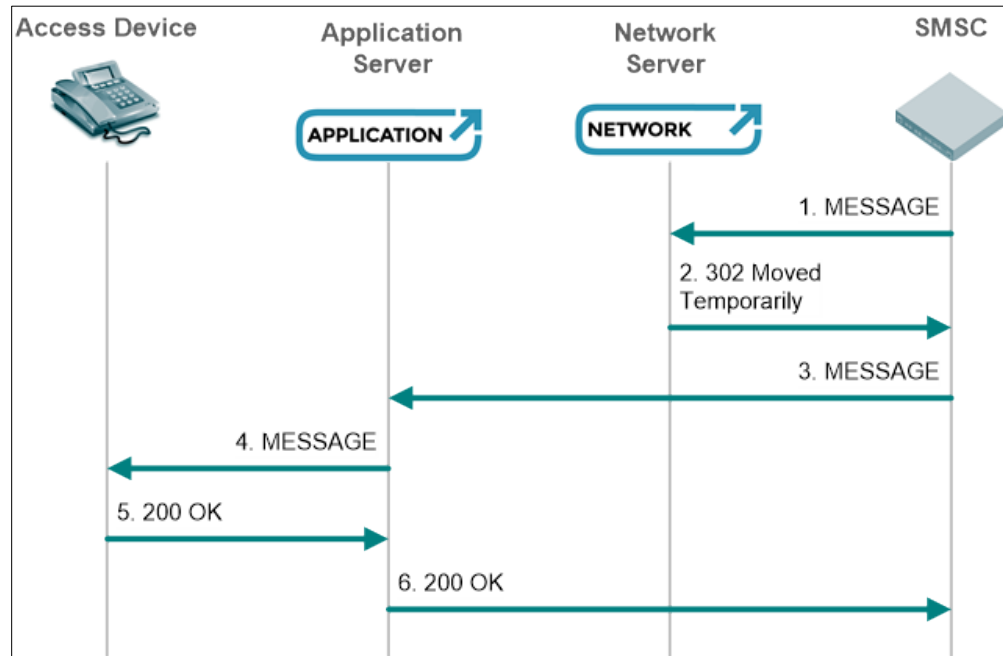 Access Device
Application
Server
Network
Server
SMSC
APPLICATION
NETWORK
1. MESSAGE
2. 302 Moved
Temporarily
3. MESSAGE
4. MESSAGE
5. 200 OK
6. 200 OK